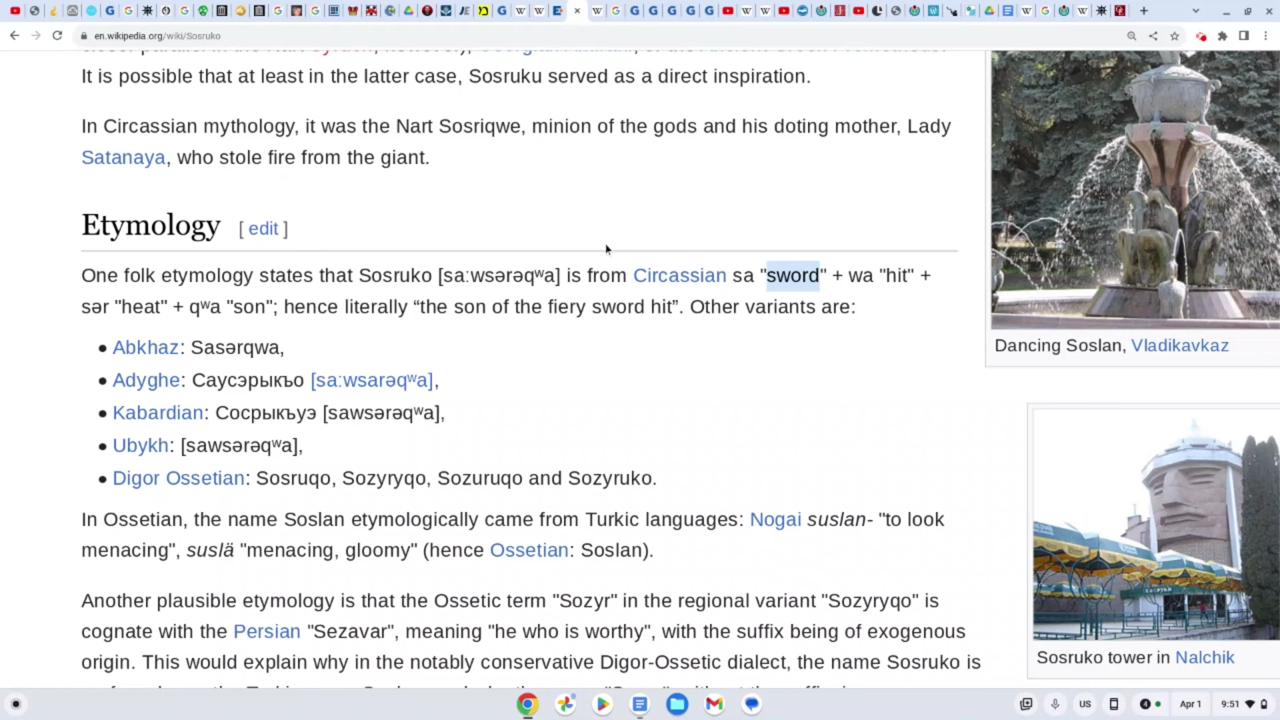 en.wikipedia.org/wiki/Sosruko
It is possible that at least in the latter case, Sosruku served as a direct inspiration.
In Circassian mythology, it was the Nart Sosriqwe, minion of the gods and his doting mother, Lady
Satanaya, who stole fire from the giant.
Etymology [ edit ]
One folk etymology states that Sosruko [saːwsərəqʷa] is from Circassian sa "sword" + wa "hit" +
sər "heat" + qʷa "son"; hence literally “the son of the fiery sword hit”. Other variants are:
• Abkhaz: Sasərqwa,
• Adyghe: Саусэрыкъо [saːwsarəqʷa],
• Kabardian: Сосрыкъуэ [sawsərəqʷa],
• Ubykh: [sawsərəqʷa],
• Digor Ossetian: Sosruqo, Sozyryqo, Sozuruqo and Sozyruko.
In Ossetian, the name Soslan etymologically came from Turkic languages: Nogai suslan- "to look
menacing", suslä "menacing, gloomy" (hence Ossetian: Soslan).
Another plausible etymology is that the Ossetic term "Sozyr" in the regional variant "Sozyryqo" is
cognate with the Persian "Sezavar", meaning "he who is worthy", with the suffix being of exogenous
origin. This would explain why in the notably conservative Digor-Ossetic dialect, the name Sosruko is
Dancing Soslan, Vladikavkaz
Sosruko tower in Nalchik
US
4
Apr 1
9:51